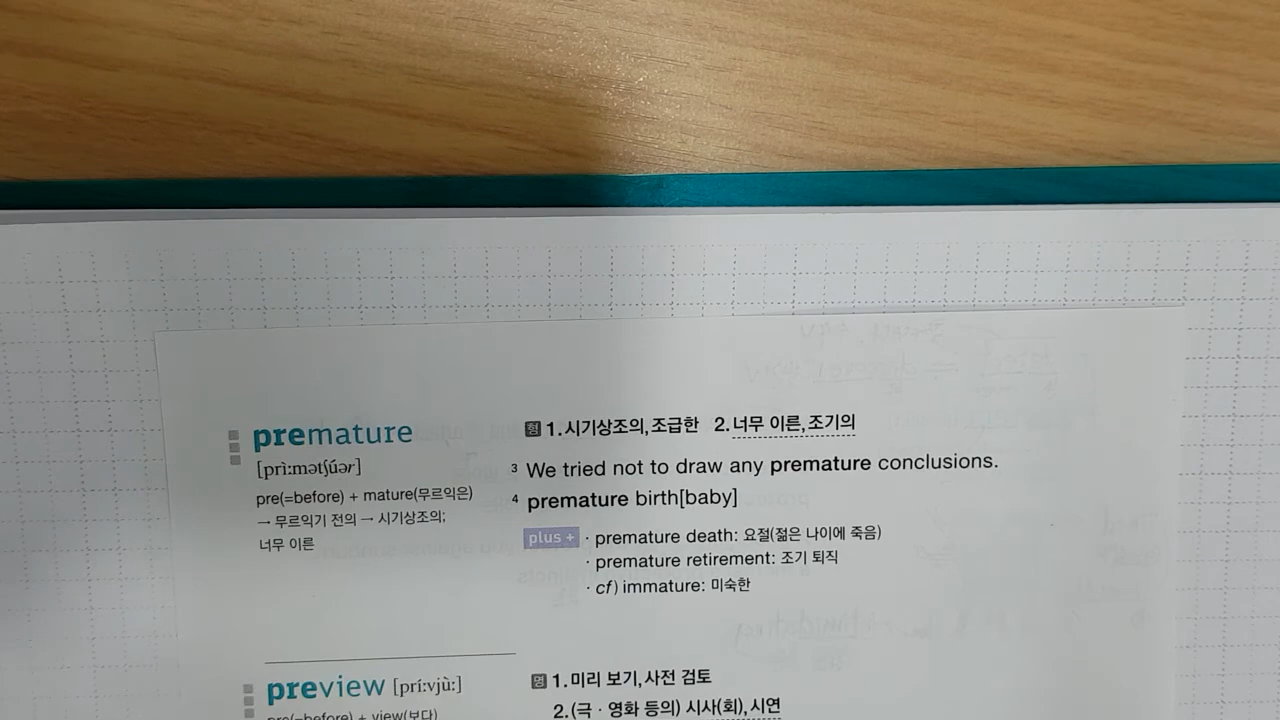 premature
[prìːmətʃúər]
pre(=before) + mature(무르익은)
→ 무르익기 전의 → 시기상조의;
너무 이른
형 1. 시기상조의, 조급한 2. 너무 이른, 조기의
3 We tried not to draw any premature conclusions.
4 premature birth[baby]
plus + · premature death: 요절(젊은 나이에 죽음)
· premature retirement: 조기 퇴직
· cf) immature: 미숙한
preview [príːvjùː]
pre(=before) + view(보다)
명 1. 미리 보기, 사전 검토
2. (극 · 영화 등의) 시사(회), 시연